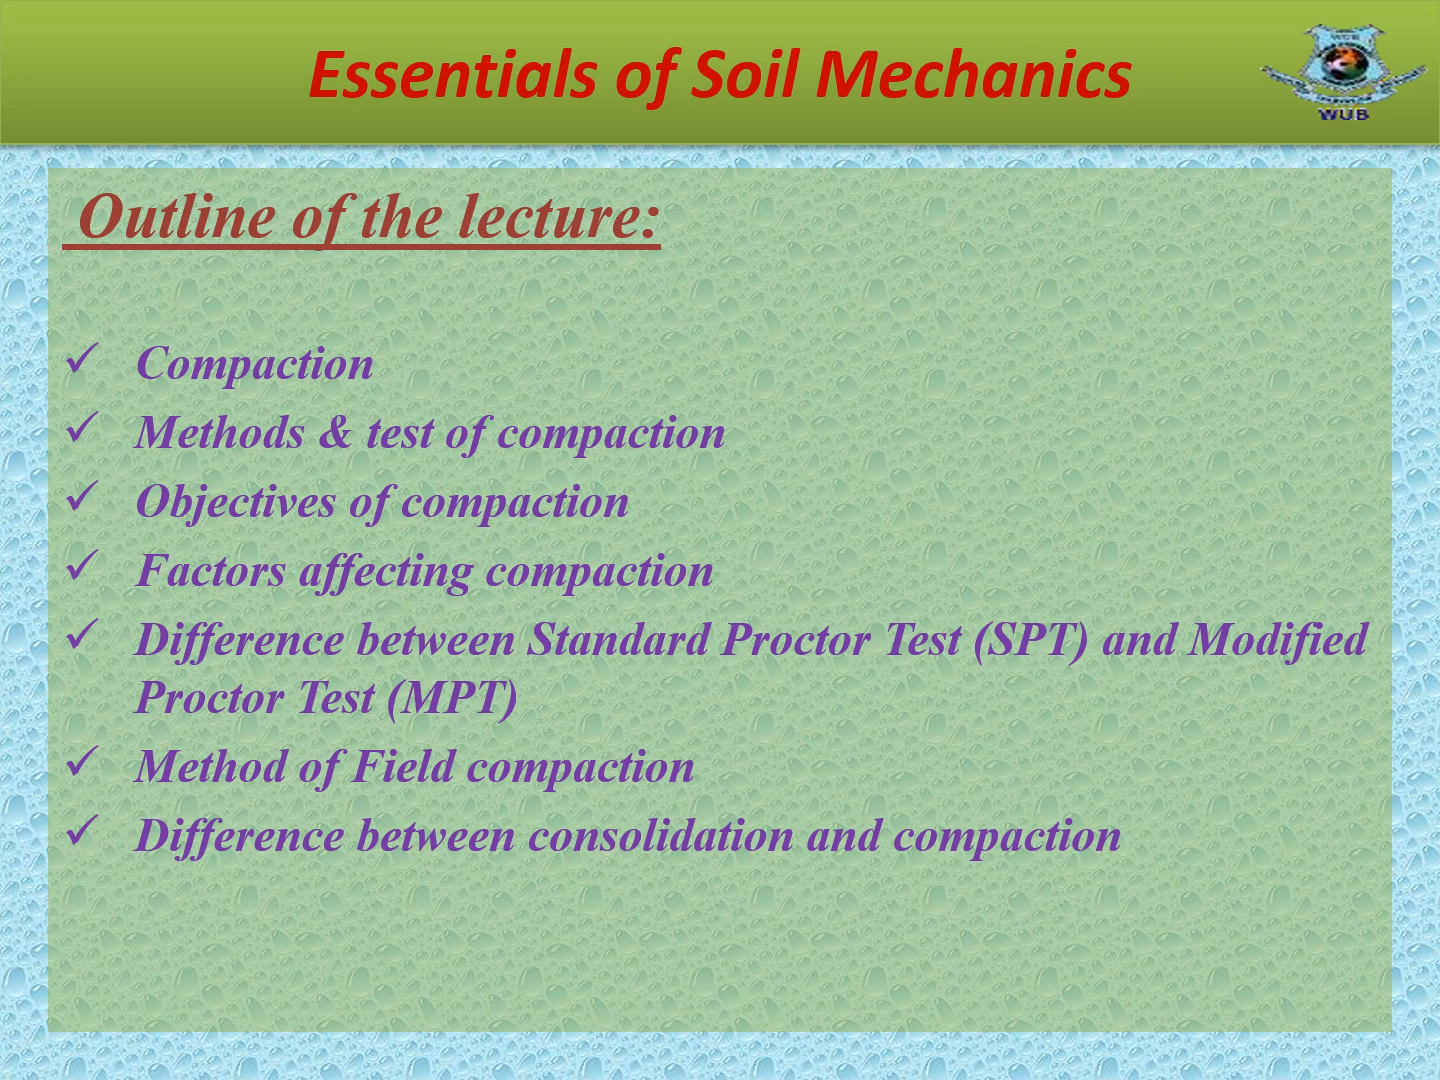 Essentials of Soil Mechanics
WUB
Outline of the lecture:
✓ Compaction
✓ Methods & test of compaction
✓ Objectives of compaction
✓ Factors affecting compaction
✓ Difference between Standard Proctor Test (SPT) and Modified
Proctor Test (MPT)
✓ Method of Field compaction
✓ Difference between consolidation and compaction